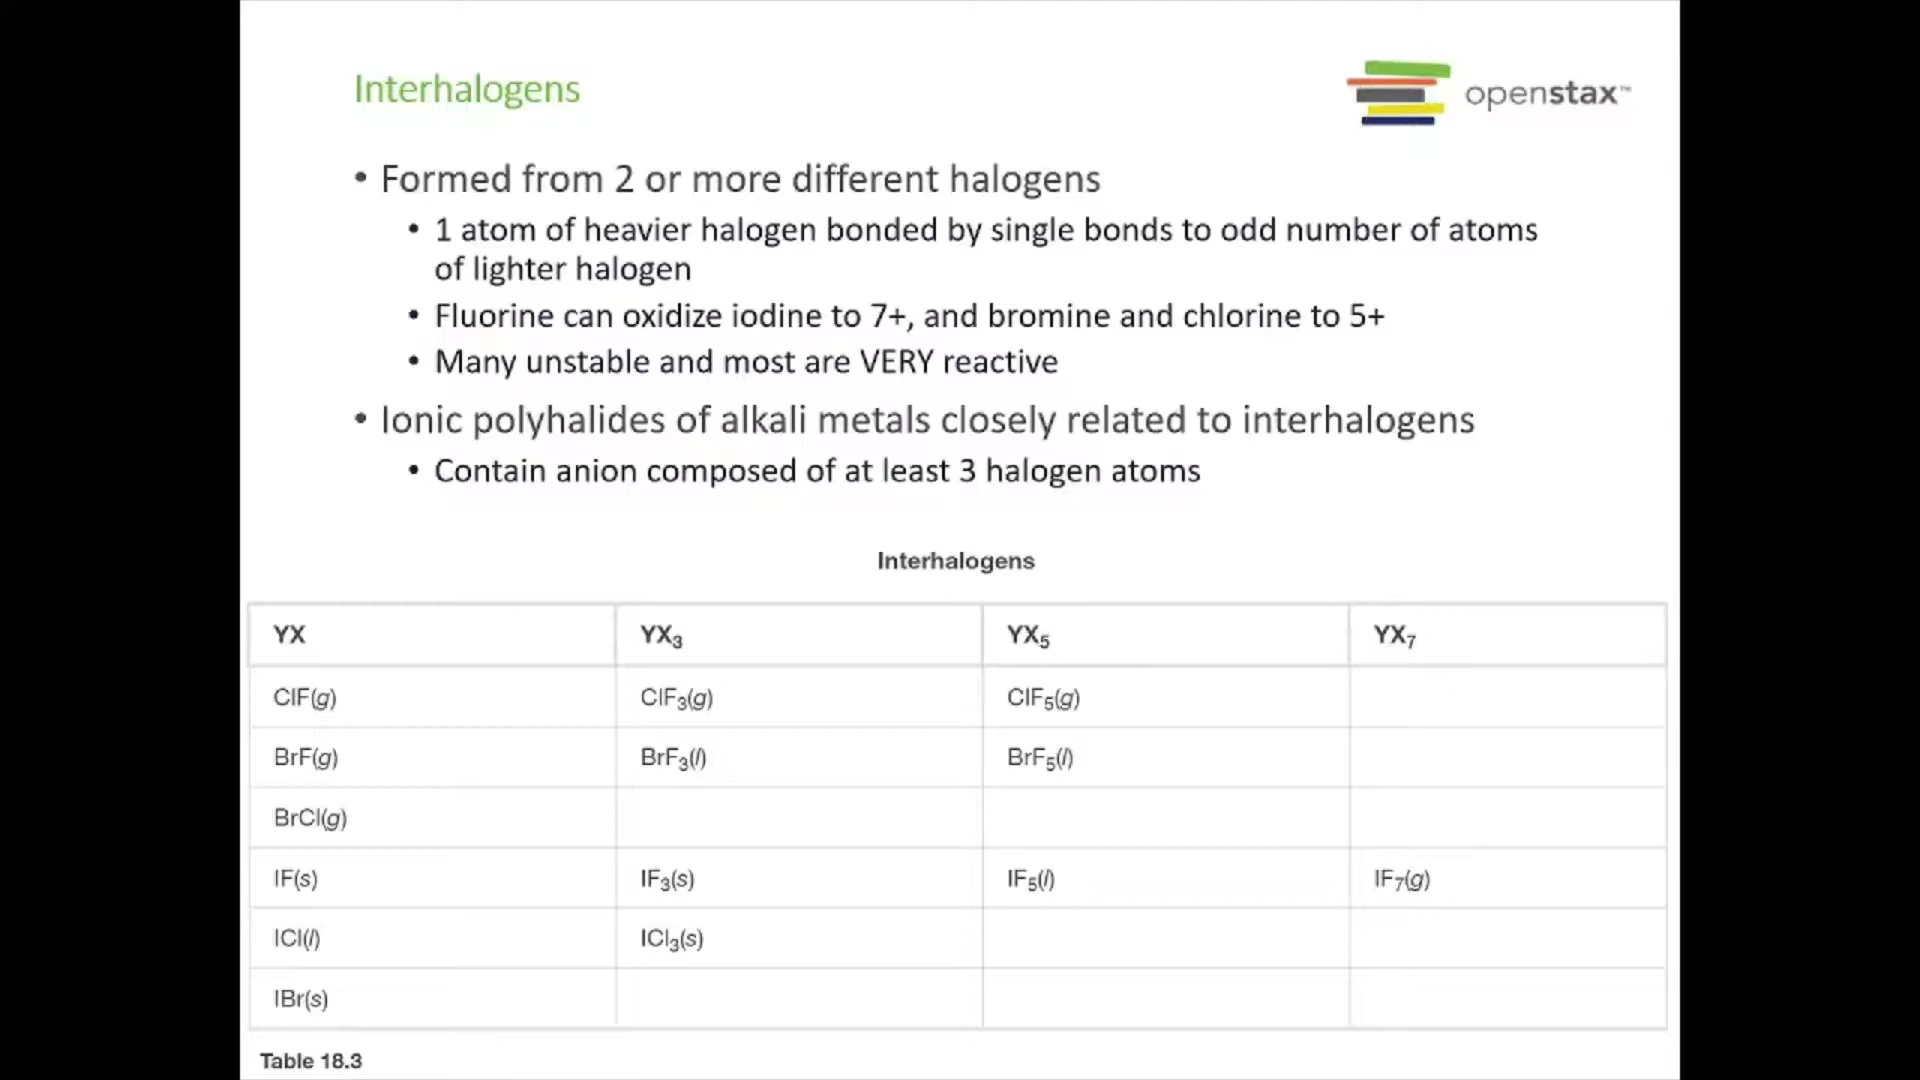 Interhalogens
openstax™
• Formed from 2 or more different halogens
• 1 atom of heavier halogen bonded by single bonds to odd number of atoms
of lighter halogen
• Fluorine can oxidize iodine to 7+, and bromine and chlorine to 5+
• Many unstable and most are VERY reactive
• Ionic polyhalides of alkali metals closely related to interhalogens
• Contain anion composed of at least 3 halogen atoms
Interhalogens
YX YX₃ YX₅ YX₇
ClF(g) ClF₃(g) ClF₅(g)
BrF(g) BrF₃(l) BrF₅(l)
BrCl(g)
IF(s) IF₃(s) IF₅(l) IF₇(g)
ICl(l) ICl₃(s)
IBr(s)
Table 18.3